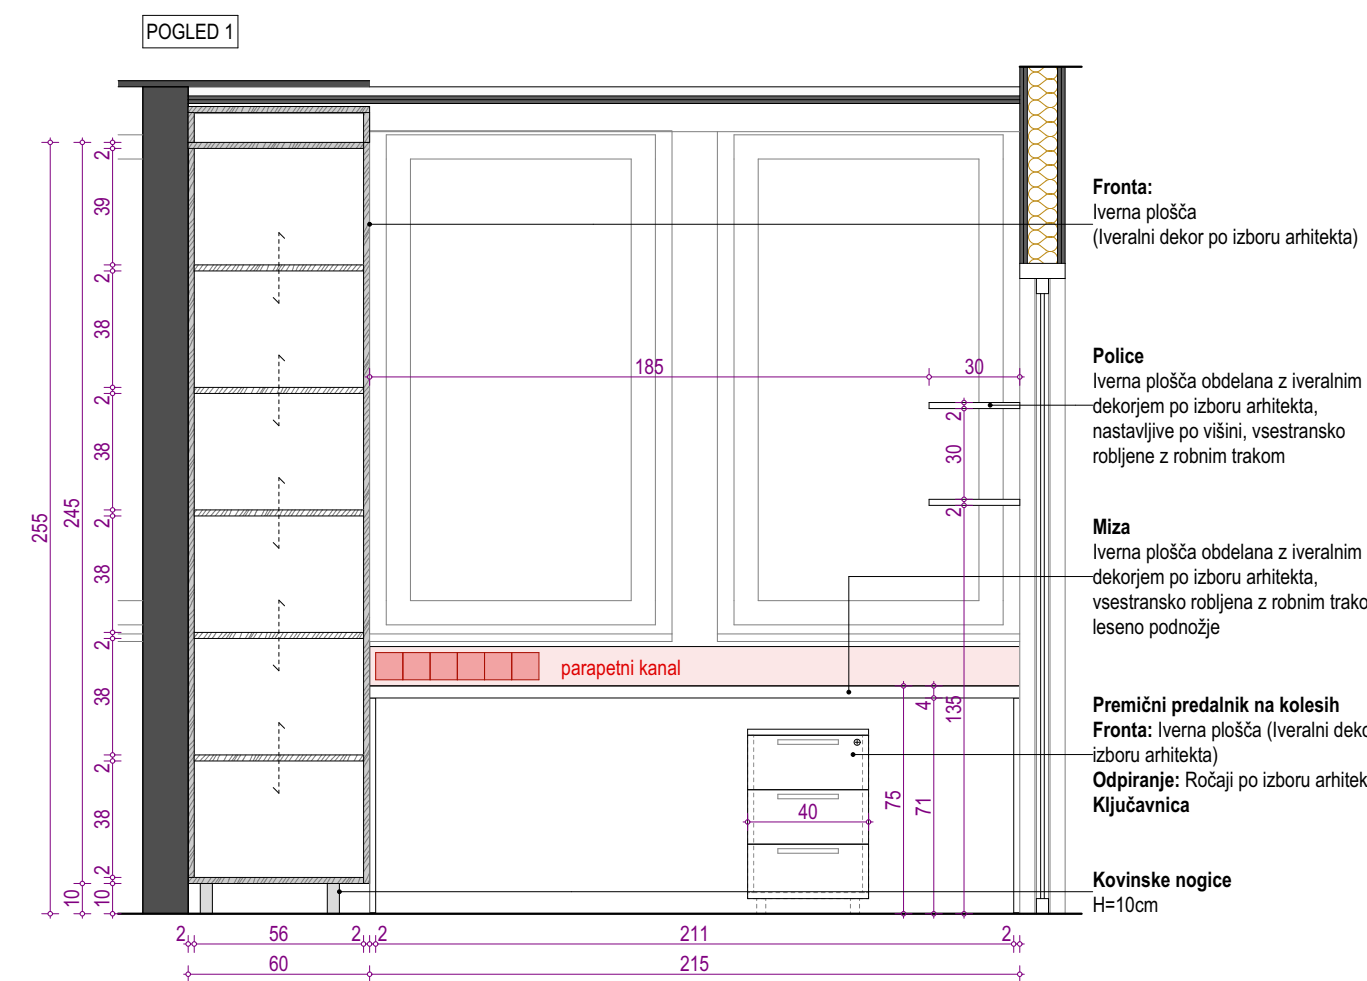 POGLED 1
Fronta:
Iverna plošča
(Iveralni dekor po izboru arhitekta)
185
30
Police
Iverna plošča obdelana z iveralnim
dekorjem po izboru arhitekta,
nastavljive po višini, vsestransko
robljene z robnim trakom
2
30
2
135
Miza
Iverna plošča obdelana z iveralnim
dekorjem po izboru arhitekta,
vsestransko robljena z robnim trako
leseno podnožje
parapetni kanal
Premični predalnik na kolesih
Fronta: Iverna plošča (Iveralni deko
izboru arhitekta)
Odpiranje: Ročaji po izboru arhitek
Ključavnica
40
75
4
71
Kovinske nogice
H=10cm
255
245
10
2
39
2
38
2
38
2
38
2
38
2
38
2
38
2
10
2 56 2 2 211 2
60 215